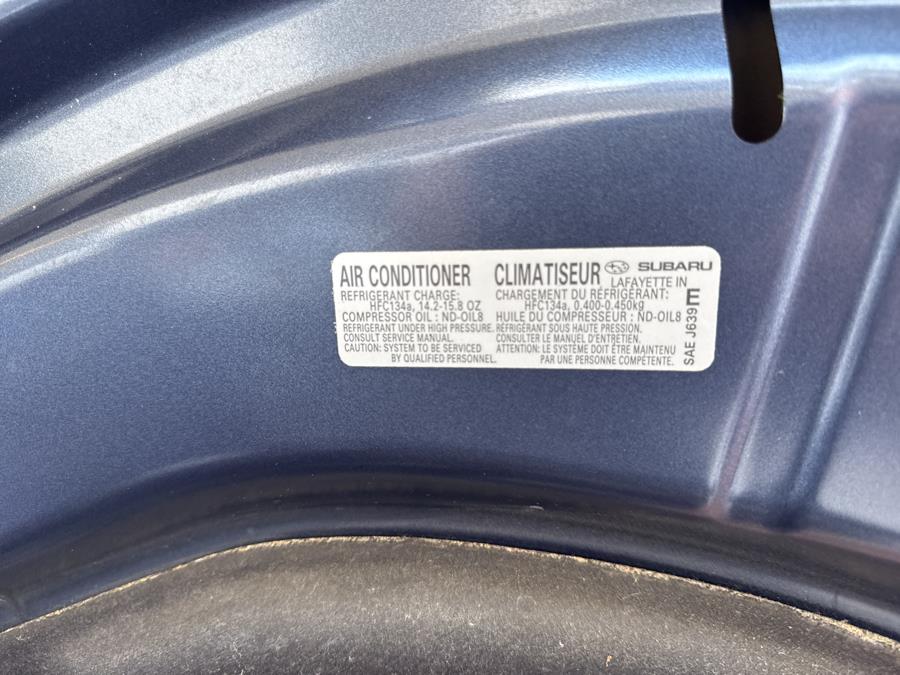 AIR CONDITIONER
REFRIGERANT CHARGE:
HFC134a, 14.2-15.8 OZ
COMPRESSOR OIL : ND-OIL8
REFRIGERANT UNDER HIGH PRESSURE.
CONSULT SERVICE MANUAL.
CAUTION: SYSTEM TO BE SERVICED
BY QUALIFIED PERSONNEL.
CLIMATISEUR
SUBARU
LAFAYETTE IN
CHARGEMENT DU RÉFRIGÉRANT:
HFC134a, 0.400-0.450kg
HUILE DU COMPRESEUR : ND-OIL8
RÉFRIGÉRANT SOUS HAUTE PRESSION.
CONSULTER LE MANUEL D'ENTRETIEN.
ATTENTION: LE SYSTÈME DOIT ÊTRE MAINTENU
PAR UNE PERSONNE COMPÉTENTE.
SAE J639
E